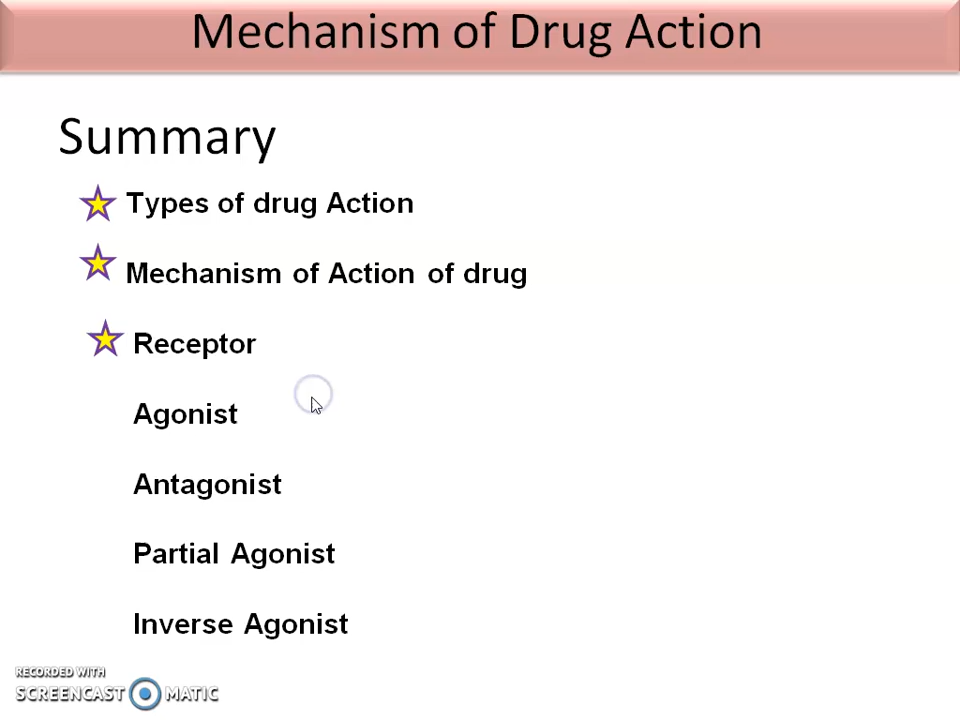 Mechanism of Drug Action
Summary
Types of drug Action
Mechanism of Action of drug
Receptor
Agonist
Antagonist
Partial Agonist
Inverse Agonist
RECORDED WITH
SCREENCAST MATIC